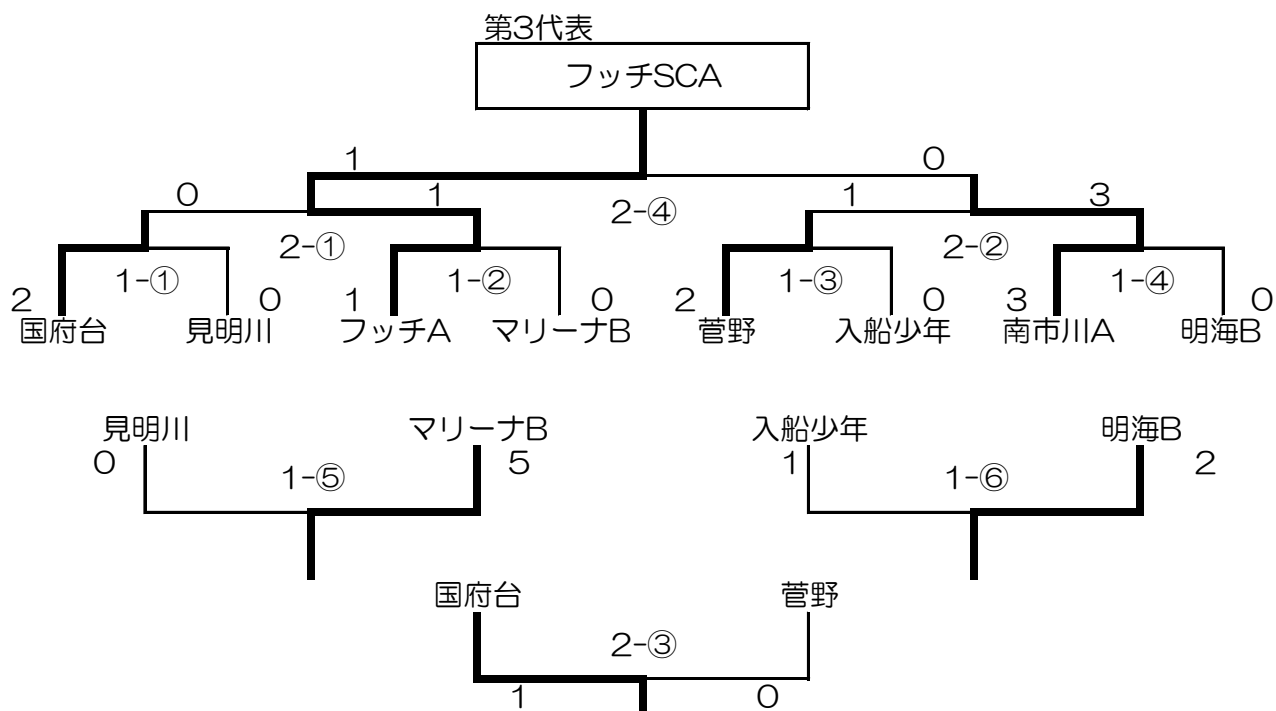 第3代表
フッチSCA
1 0
0 1 2-④ 1 3
2-① 2-②
1-① 1-② 1-③ 1-④
2 0 1 0 2 0 3 0
国府台 見明川 フッチA マリーナB 菅野 入船少年 南市川A 明海B
見明川 マリーナB 入船少年 明海B
0 1-⑤ 5 1 1-⑥ 2
国府台 菅野
2-③
1 0